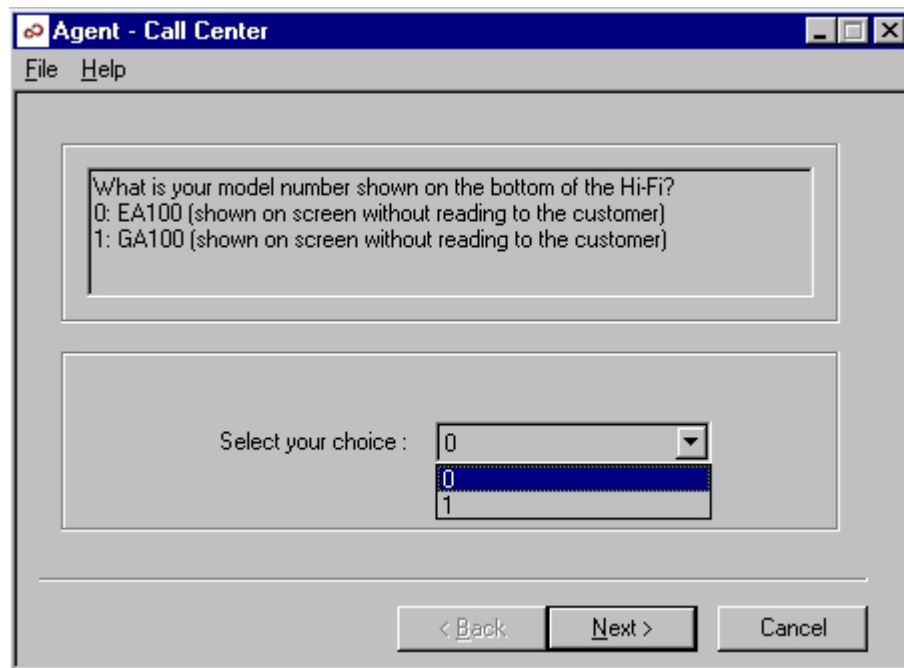 Agent - Call Center
File Help
What is your model number shown on the bottom of the Hi-Fi?
0: EA100 (shown on screen without reading to the customer)
1: GA100 (shown on screen without reading to the customer)
Select your choice : 0
0
1
< Back Next > Cancel